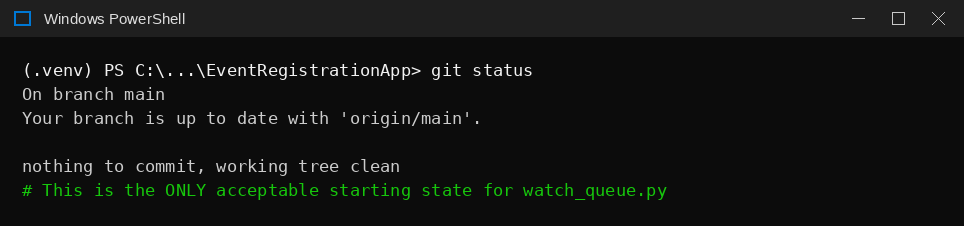 Windows PowerShell
(.venv) PS C:\...\EventRegistrationApp> git status
On branch main
Your branch is up to date with 'origin/main'.
nothing to commit, working tree clean
# This is the ONLY acceptable starting state for watch_queue.py